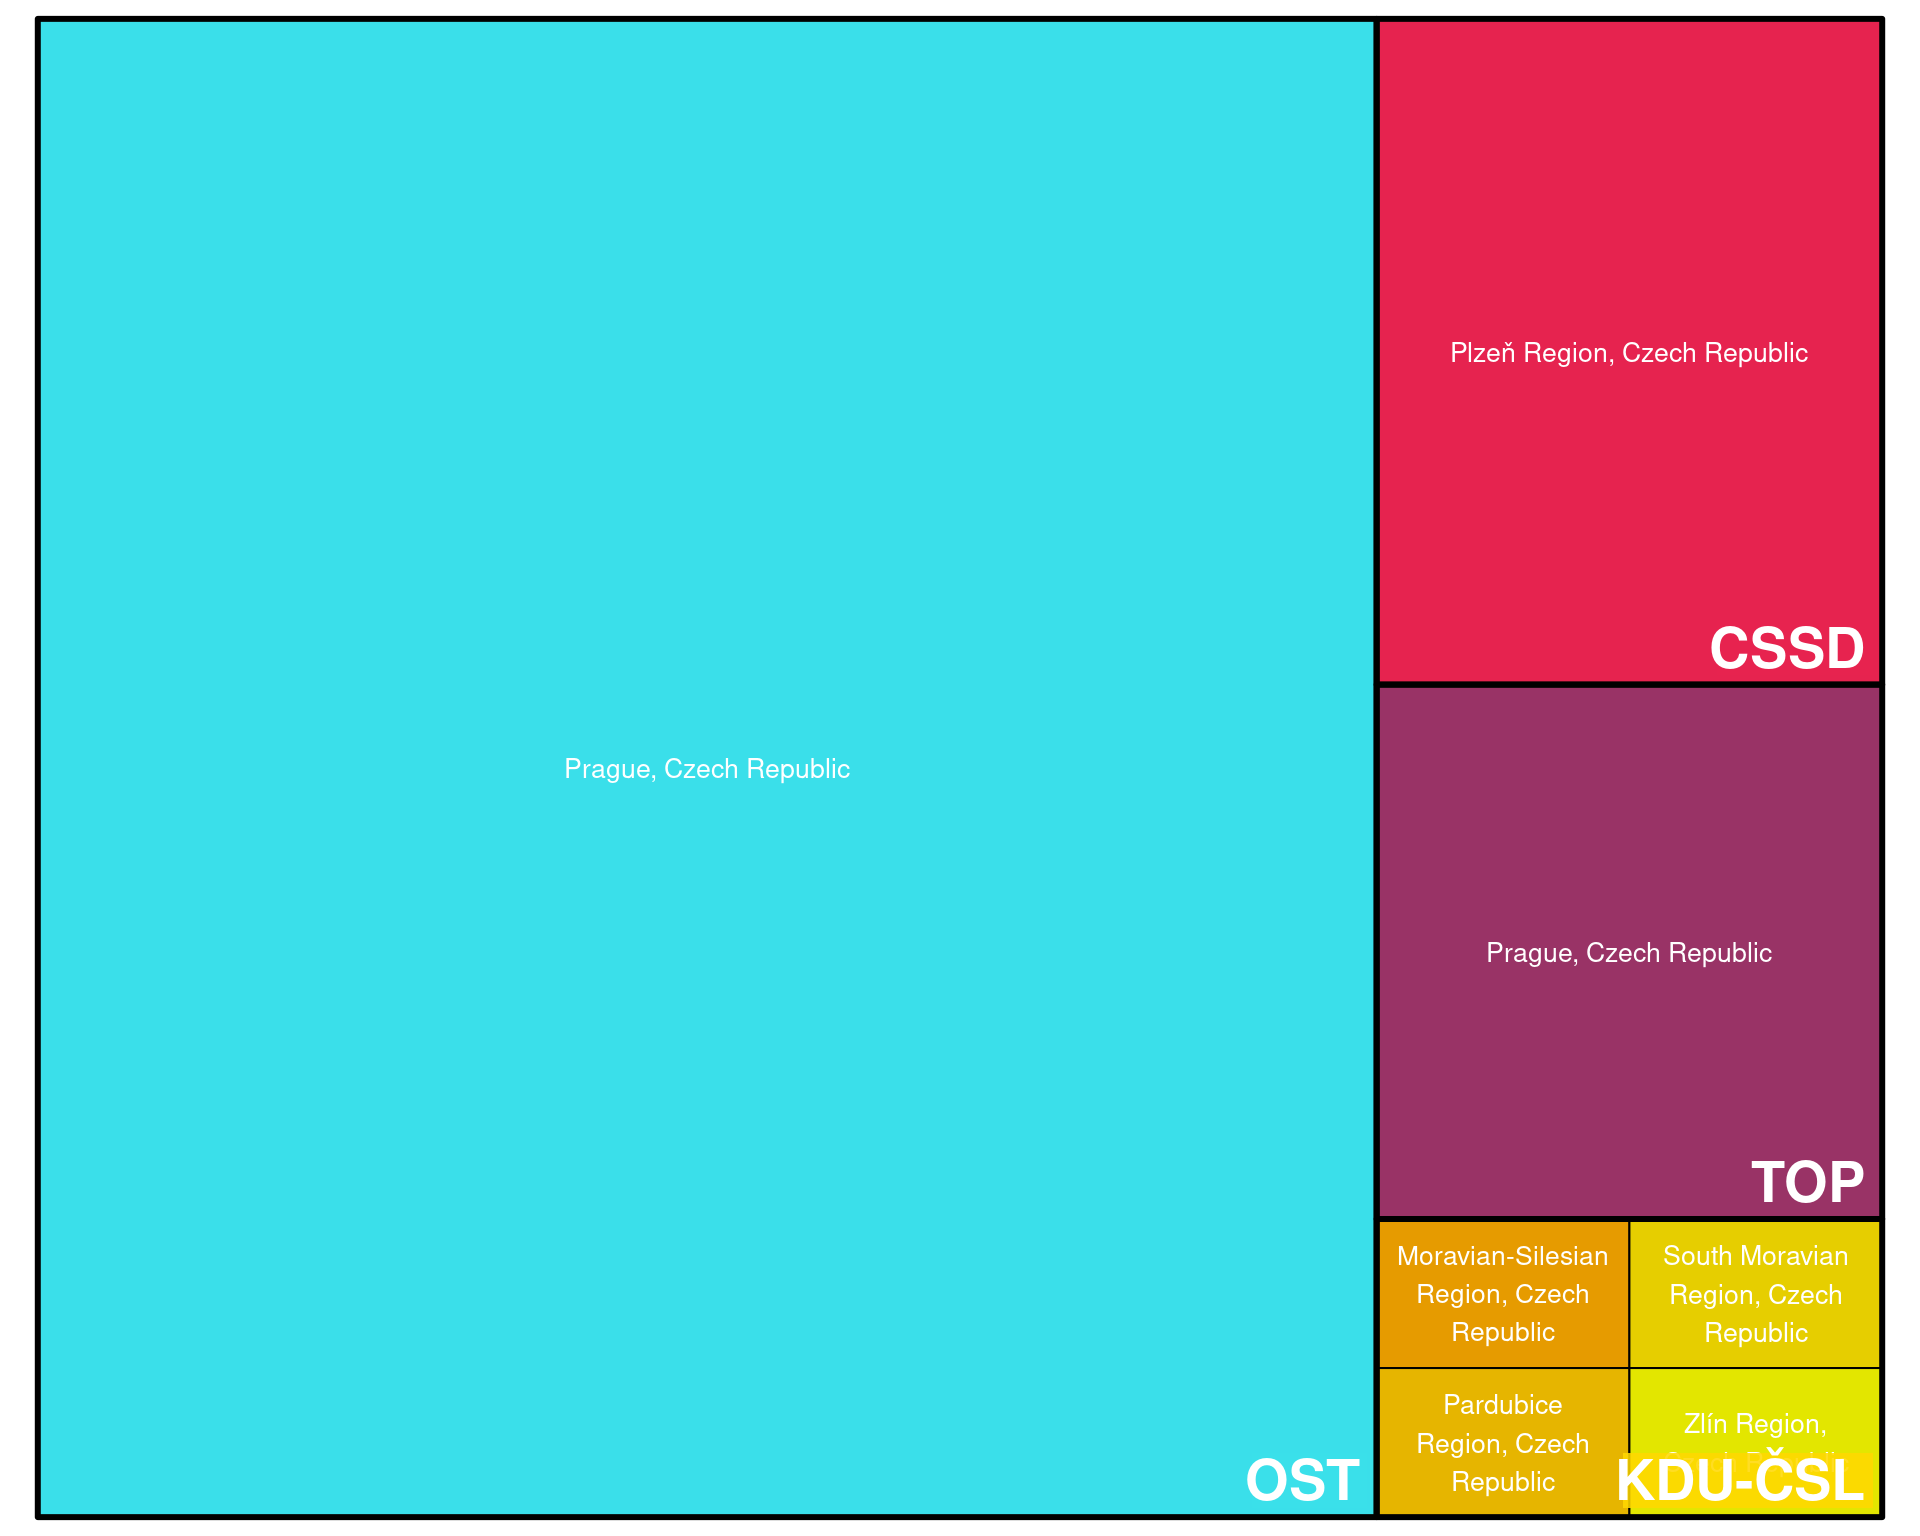 Prague, Czech Republic
OST
Plzeň Region, Czech Republic
CSSD
Prague, Czech Republic
TOP
Moravian-Silesian
Region, Czech
Republic
South Moravian
Region, Czech
Republic
Pardubice
Region, Czech
Republic
Zlín Region,
KDU-ČSL